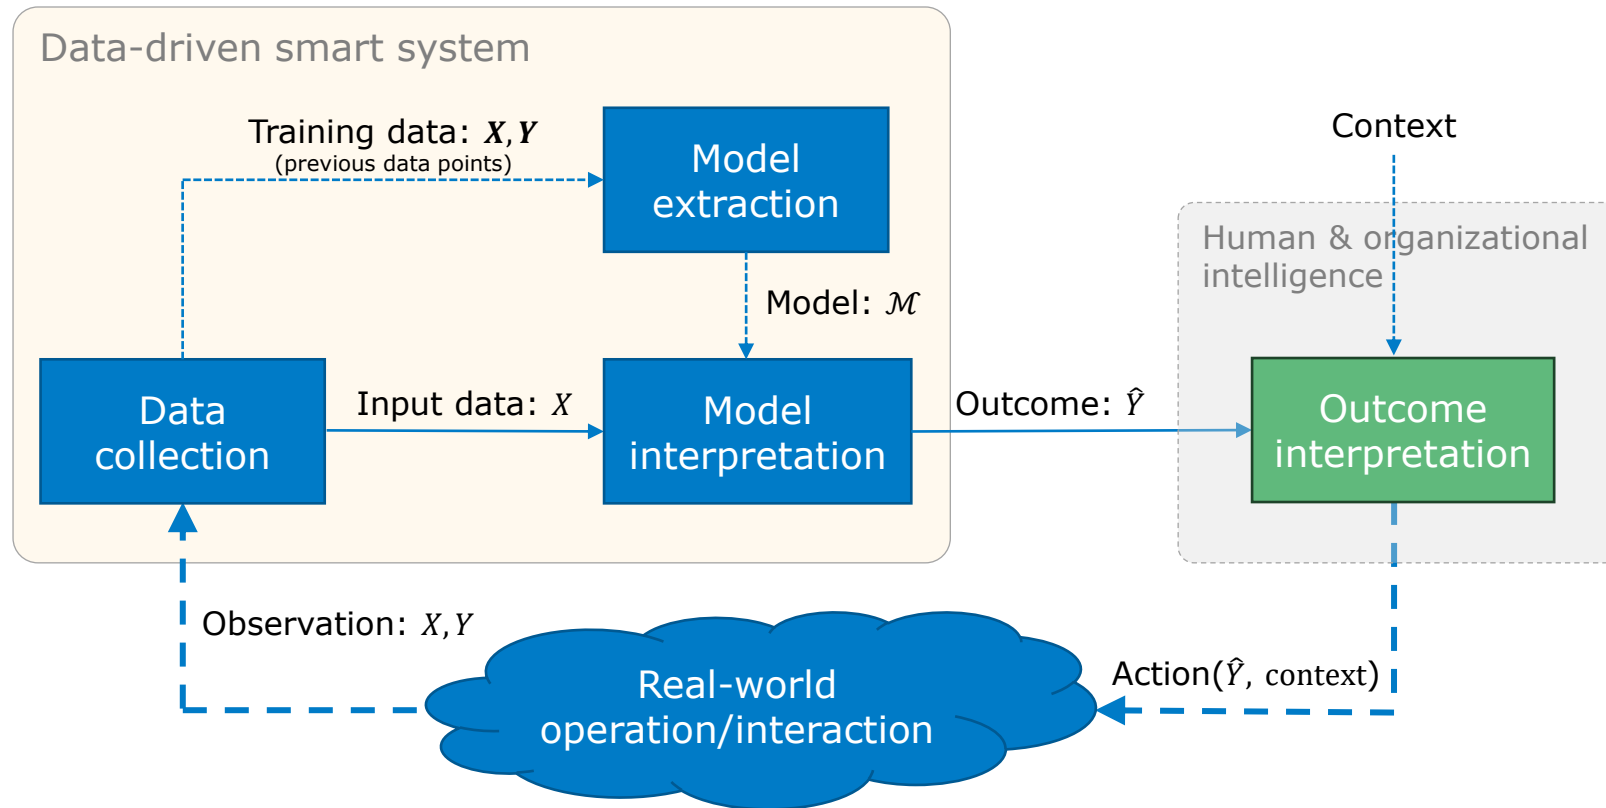 Data-driven smart system
Training data: 𝑿, 𝒀
(previous data points)
Model
extraction
Context
Human & organizational
intelligence
Model: ℳ
Data
collection
Input data: 𝑋
Model
interpretation
Outcome: Ŷ
Outcome
interpretation
Observation: 𝑋, 𝑌
Real-world
operation/interaction
Action(Ŷ, context)